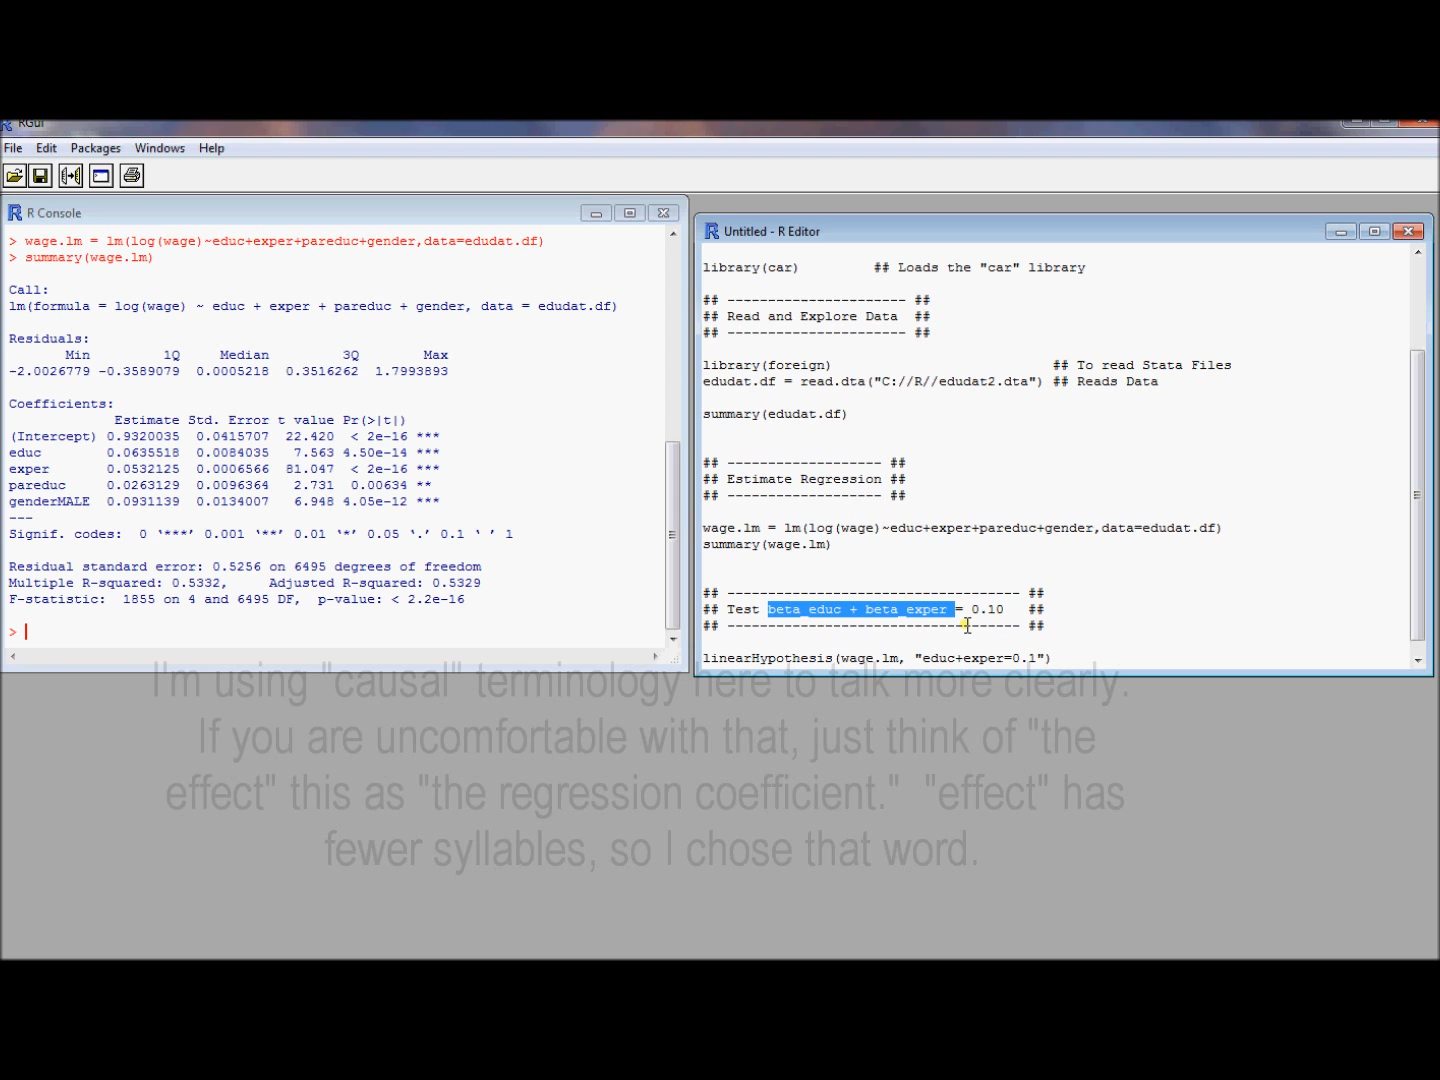 RGui
File Edit Packages Windows Help
R Console
> wage.lm = lm(log(wage)~educ+exper+pareduc+gender,data=edudat.df)
> summary(wage.lm)
Call:
lm(formula = log(wage) ~ educ + exper + pareduc + gender, data = edudat.df)
Residuals:
Min 1Q Median 3Q Max
-2.0026779 -0.3589079 0.0005218 0.3516262 1.7993893
Coefficients:
Estimate Std. Error t value Pr(>|t|)
(Intercept) 0.9320035 0.0415707 22.420 < 2e-16 ***
educ 0.0635518 0.0084035 7.563 4.50e-14 ***
exper 0.0532125 0.0006566 81.047 < 2e-16 ***
pareduc 0.0263129 0.0096364 2.731 0.00634 **
genderMALE 0.0931139 0.0134007 6.948 4.05e-12 ***
---
Signif. codes: 0 ‘***’ 0.001 ‘**’ 0.01 ‘*’ 0.05 ‘.’ 0.1 ‘ ’ 1
Residual standard error: 0.5256 on 6495 degrees of freedom
Multiple R-squared: 0.5332, Adjusted R-squared: 0.5329
F-statistic: 1855 on 4 and 6495 DF, p-value: < 2.2e-16
>
Untitled - R Editor
library(car) ## Loads the "car" library
## ---------------------- ##
## Read and Explore Data ##
## ---------------------- ##
library(foreign) ## To read Stata Files
edudat.df = read.dta("C://R//edudat2.dta") ## Reads Data
summary(edudat.df)
## ------------------- ##
## Estimate Regression ##
## ------------------- ##
wage.lm = lm(log(wage)~educ+exper+pareduc+gender,data=edudat.df)
summary(wage.lm)
## ------------------------------------ ##
## Test beta_educ + beta_exper = 0.10 ##
## ------------------------------------ ##
linearHypothesis(wage.lm, "educ+exper=0.1")
I'm using "causal" terminology here to talk more clearly.
If you are uncomfortable with that, just think of "the
effect" this as "the regression coefficient." "effect" has
fewer syllables, so I chose that word.